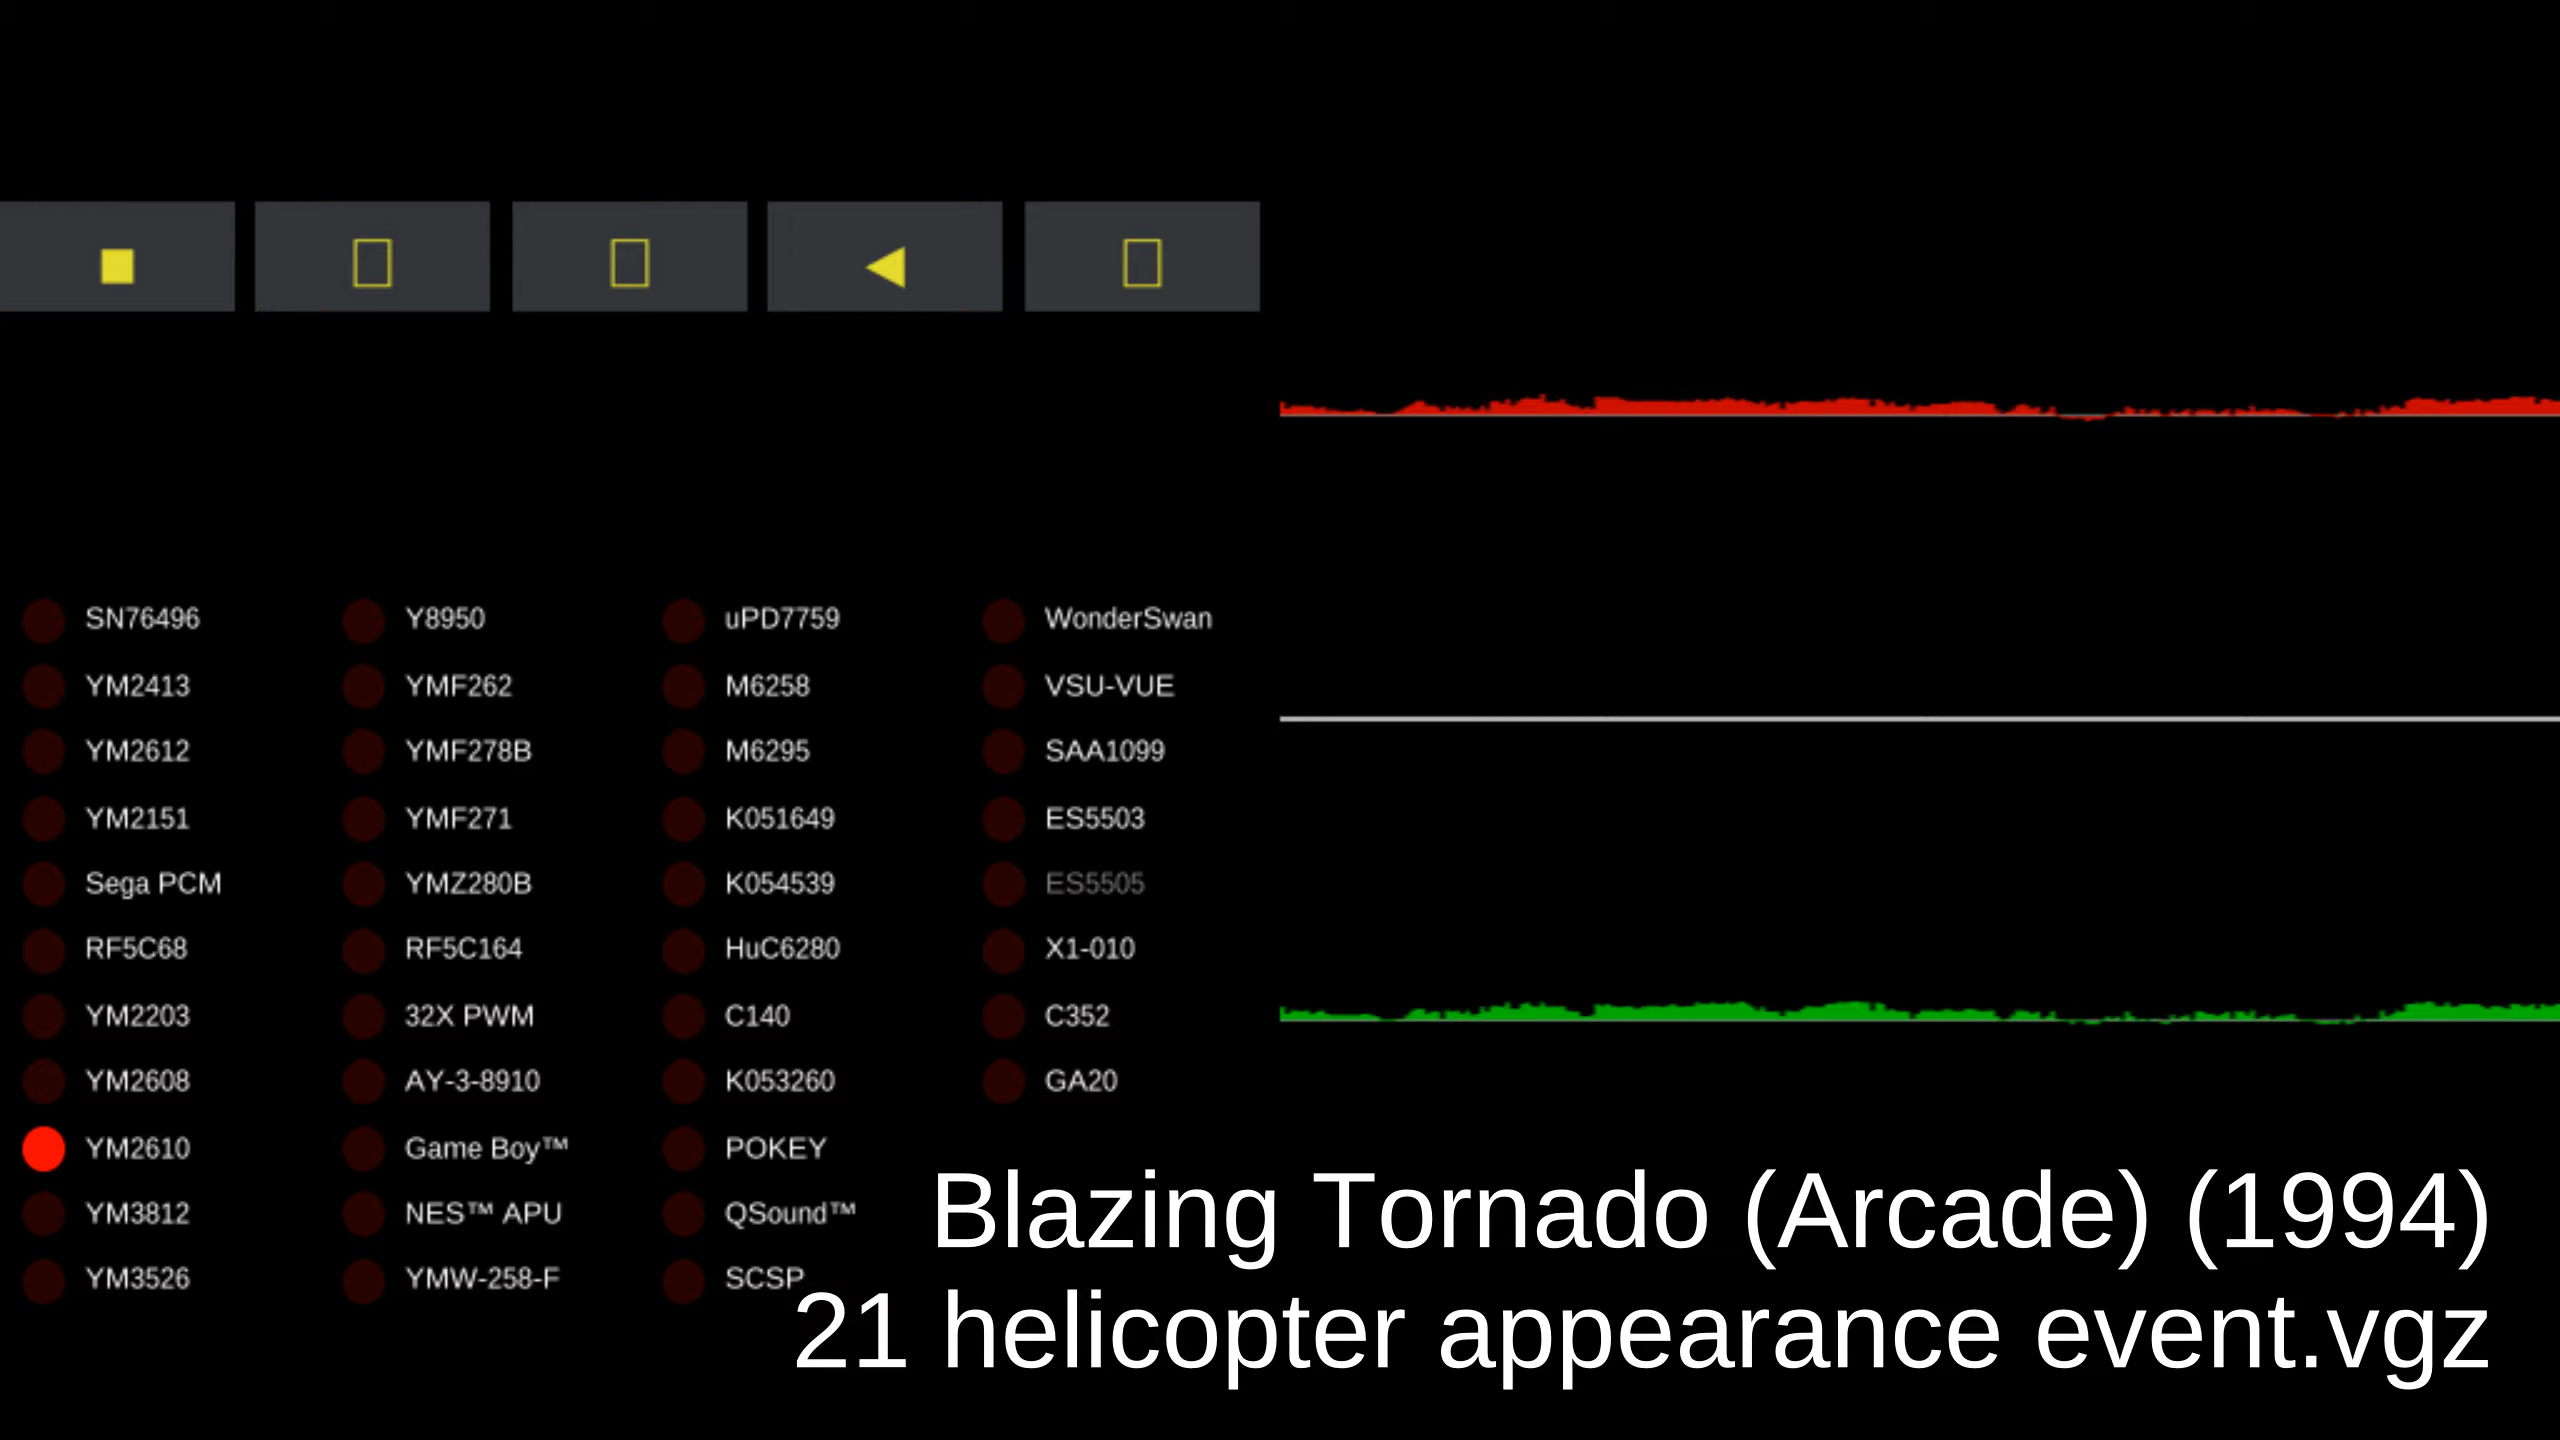 SN76496 Y8950 uPD7759 WonderSwan
YM2413 YMF262 M6258 VSU-VUE
YM2612 YMF278B M6295 SAA1099
YM2151 YMF271 K051649 ES5503
Sega PCM YMZ280B K054539 ES5505
RF5C68 RF5C164 HuC6280 X1-010
YM2203 32X PWM C140 C352
YM2608 AY-3-8910 K053260 GA20
YM2610 Game Boy™ POKEY
YM3812 NES™ APU QSound™
YM3526 YMW-258-F SCSP
Blazing Tornado (Arcade) (1994)
21 helicopter appearance event.vgz